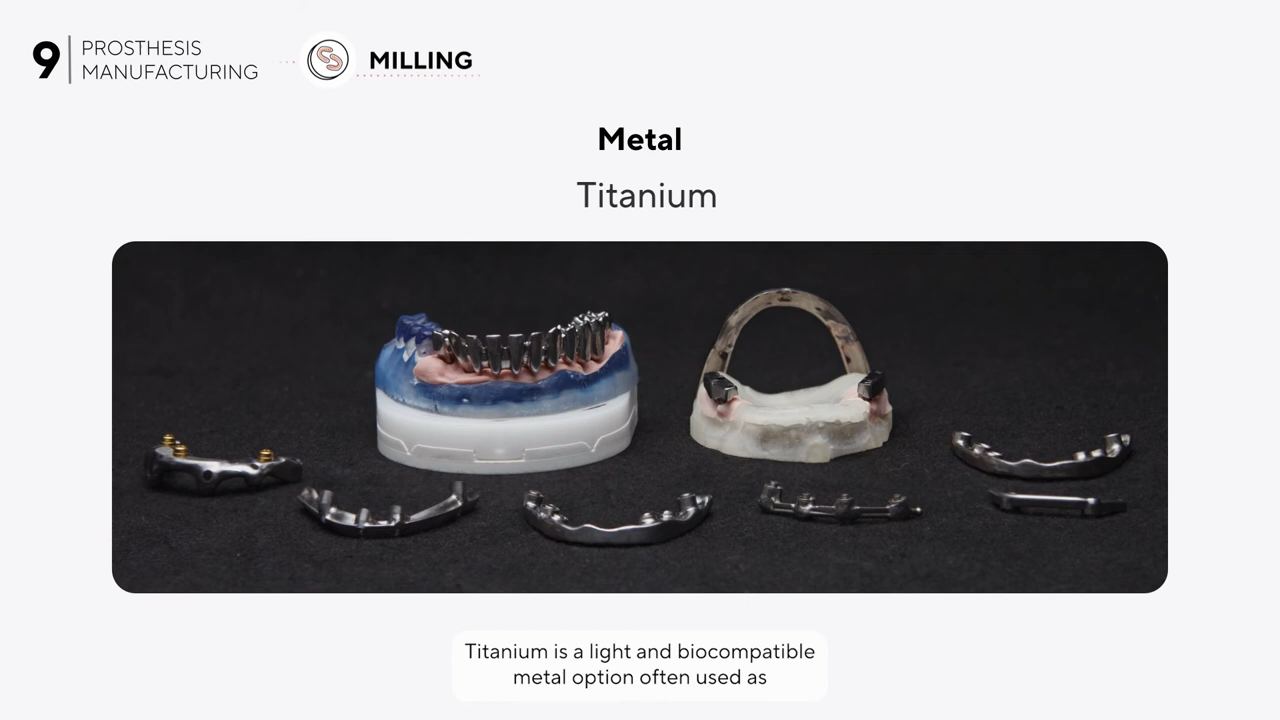 9
PROSTHESIS
MANUFACTURING
MILLING
Metal
Titanium
Titanium is a light and biocompatible
metal option often used as